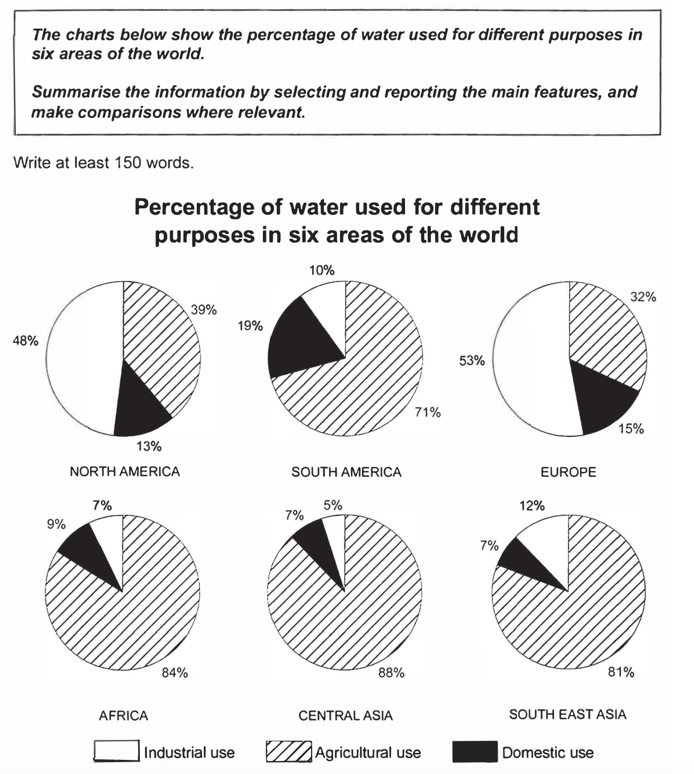 The charts below show the percentage of water used for different purposes in
six areas of the world.
Summarise the information by selecting and reporting the main features, and
make comparisons where relevant.
Write at least 150 words.
Percentage of water used for different
purposes in six areas of the world
48%
39%
13%
NORTH AMERICA
10%
19%
71%
SOUTH AMERICA
32%
53%
15%
EUROPE
7%
9%
84%
AFRICA
5%
7%
88%
CENTRAL ASIA
12%
7%
81%
SOUTH EAST ASIA
Industrial use
Agricultural use
Domestic use